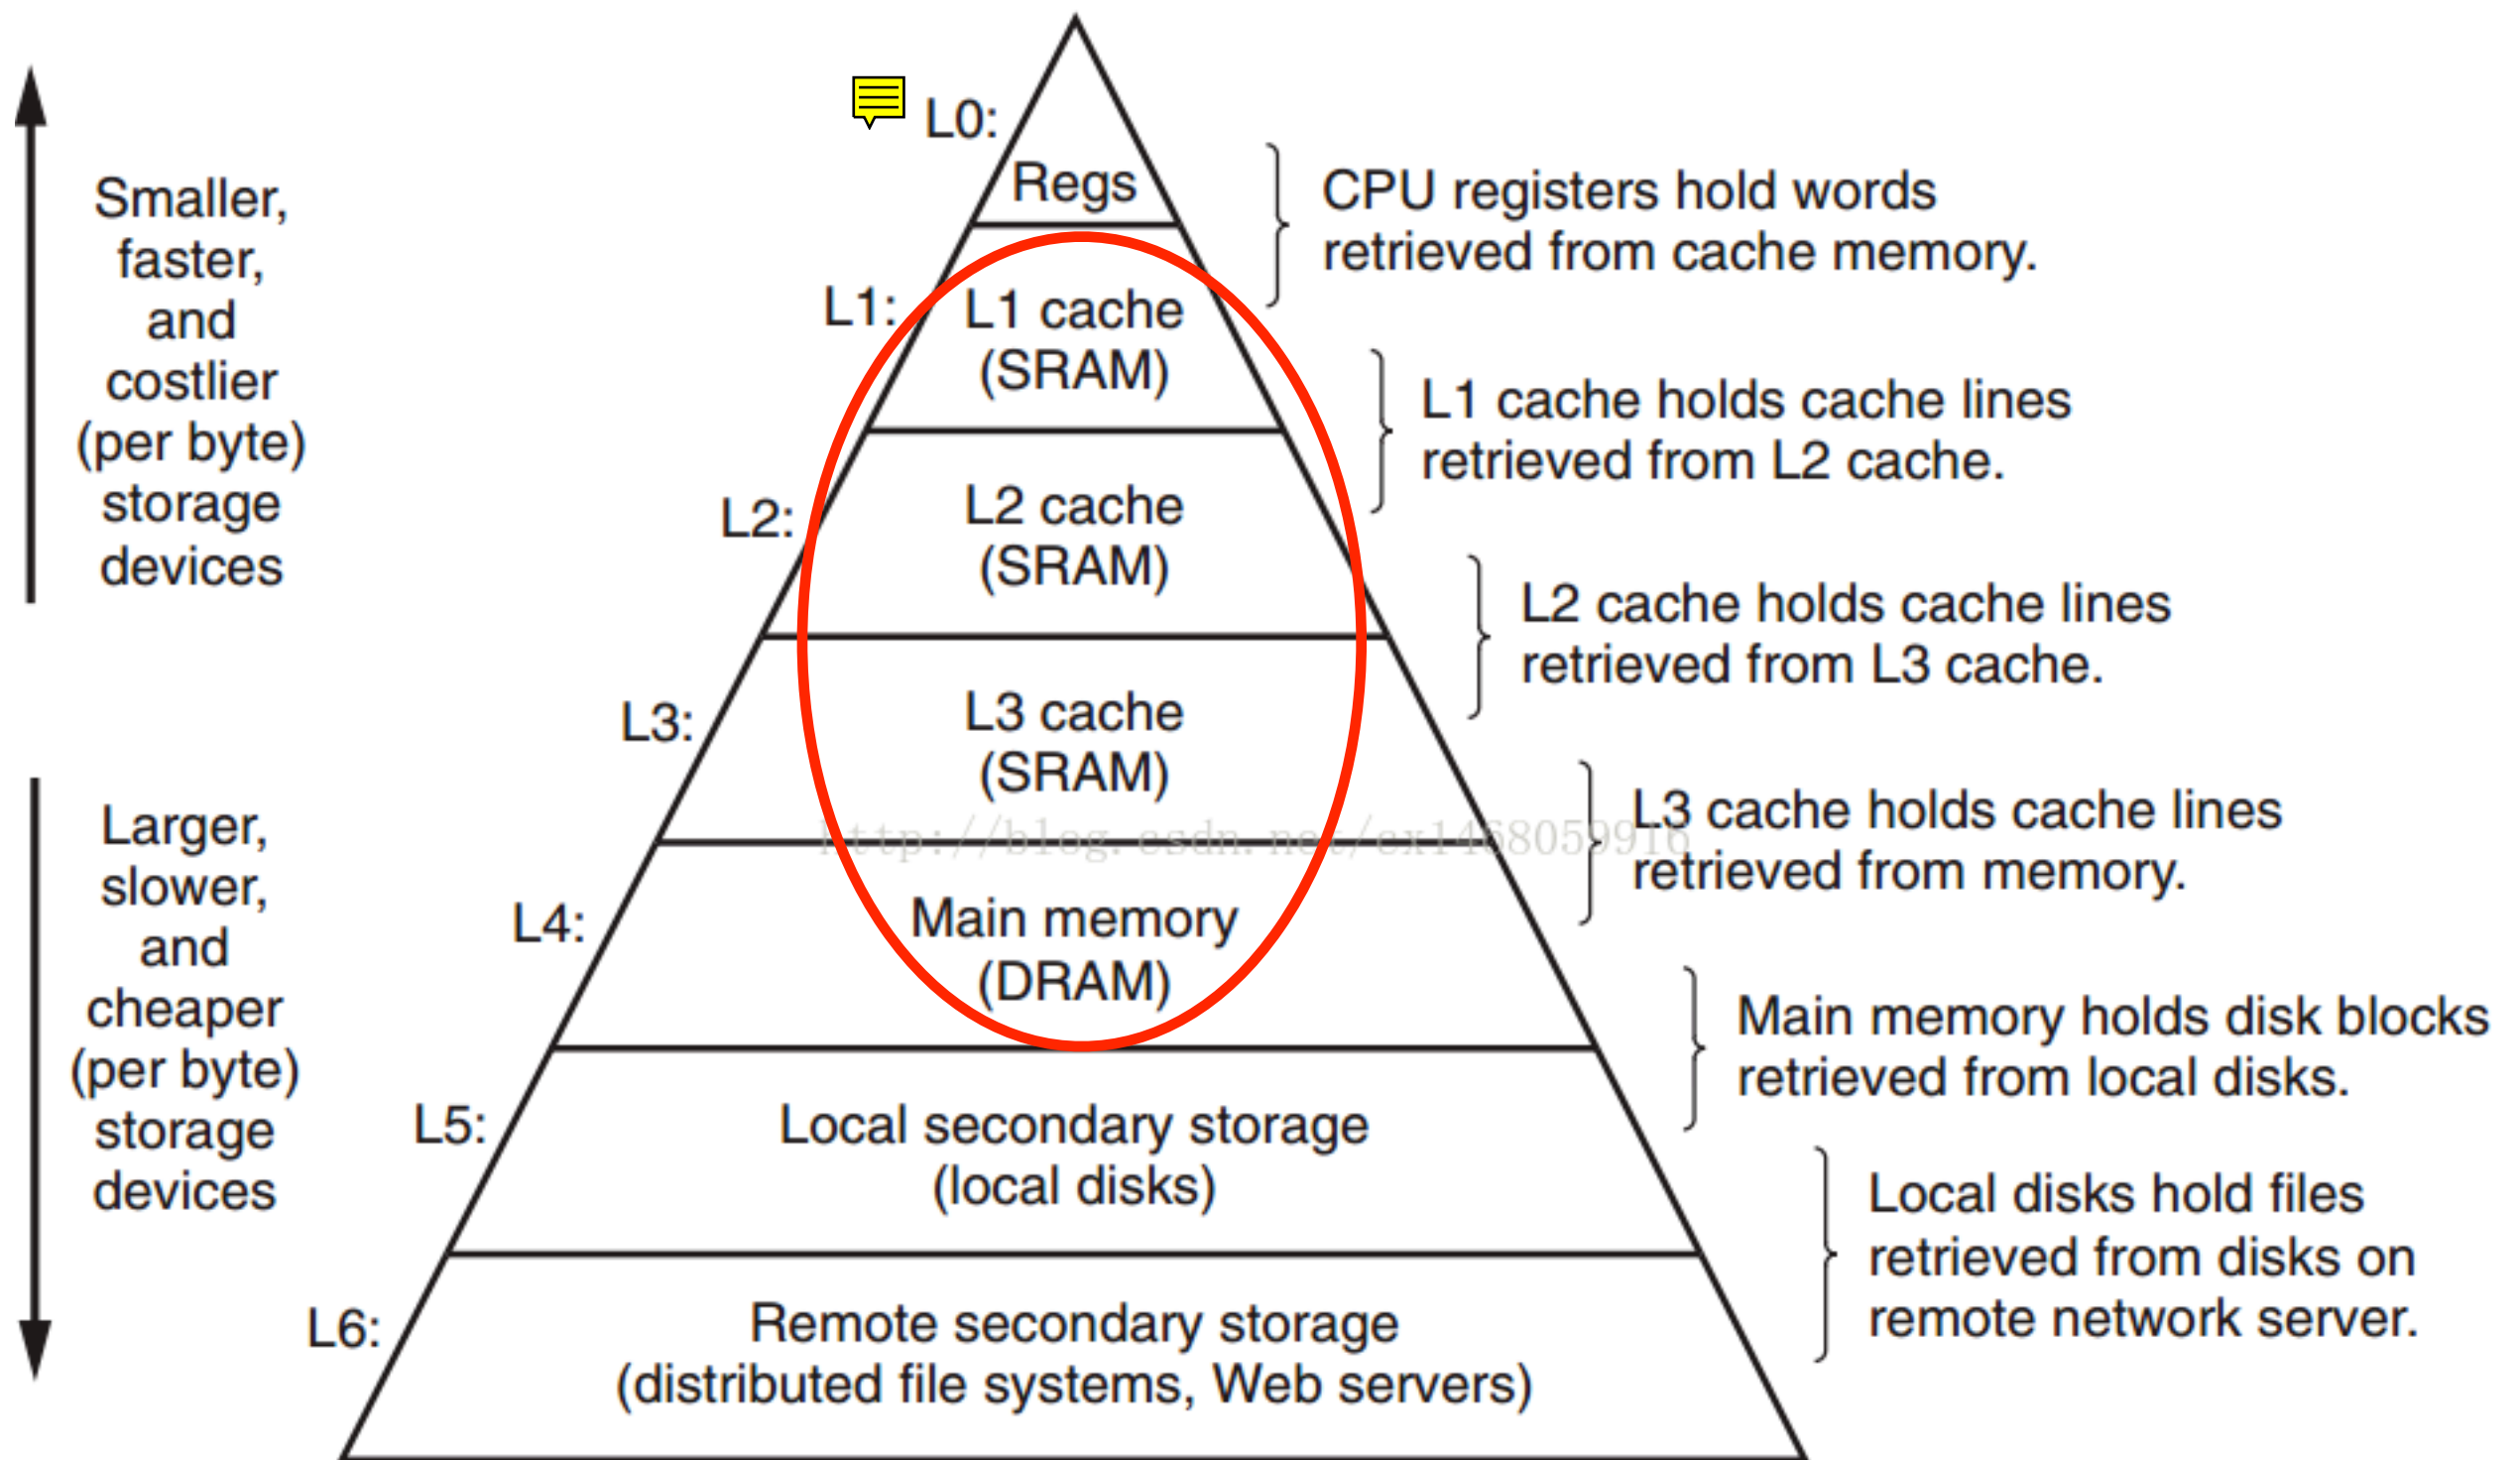 L0:
Regs
CPU registers hold words
retrieved from cache memory.
Smaller,
faster,
and
costlier
(per byte)
storage
devices
L1:
L1 cache
(SRAM)
L1 cache holds cache lines
retrieved from L2 cache.
L2:
L2 cache
(SRAM)
L2 cache holds cache lines
retrieved from L3 cache.
L3:
L3 cache
(SRAM)
L3 cache holds cache lines
retrieved from memory.
http://blog.csdn.net/cx1468059916
Larger,
slower,
and
cheaper
(per byte)
storage
devices
L4:
Main memory
(DRAM)
Main memory holds disk blocks
retrieved from local disks.
L5:
Local secondary storage
(local disks)
Local disks hold files
retrieved from disks on
remote network server.
L6:
Remote secondary storage
(distributed file systems, Web servers)